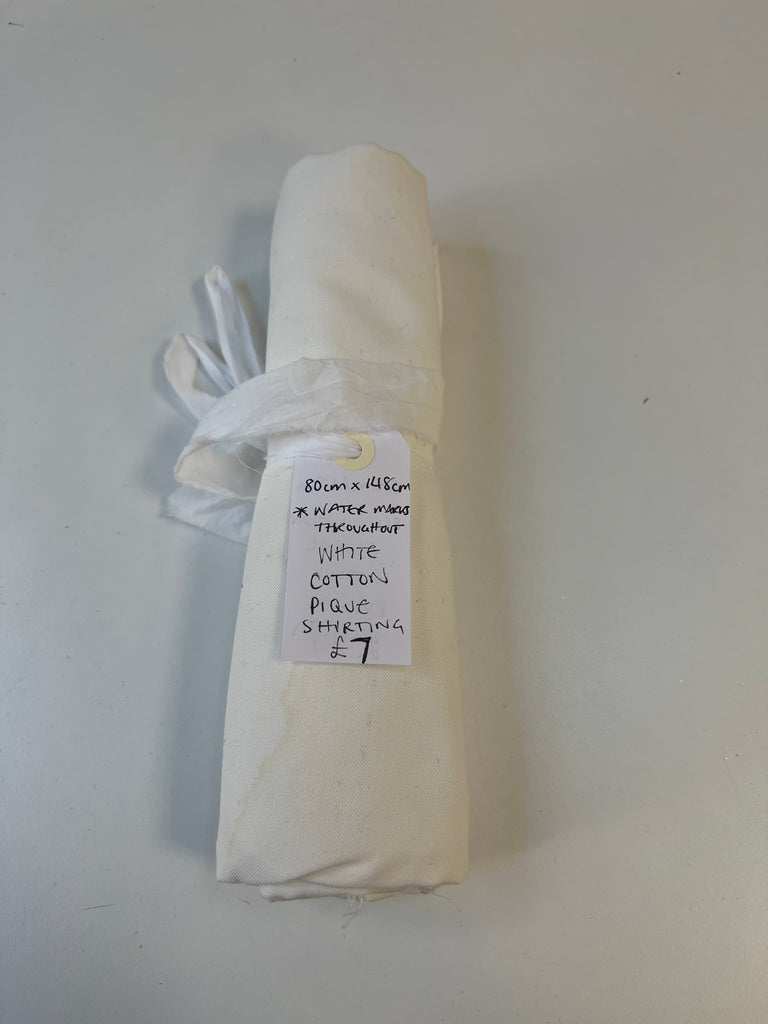 80cm x 148cm
* WATER MARKS
THROUGHOUT
WHITE
COTTON
PIQUE
SHIRTING
£7